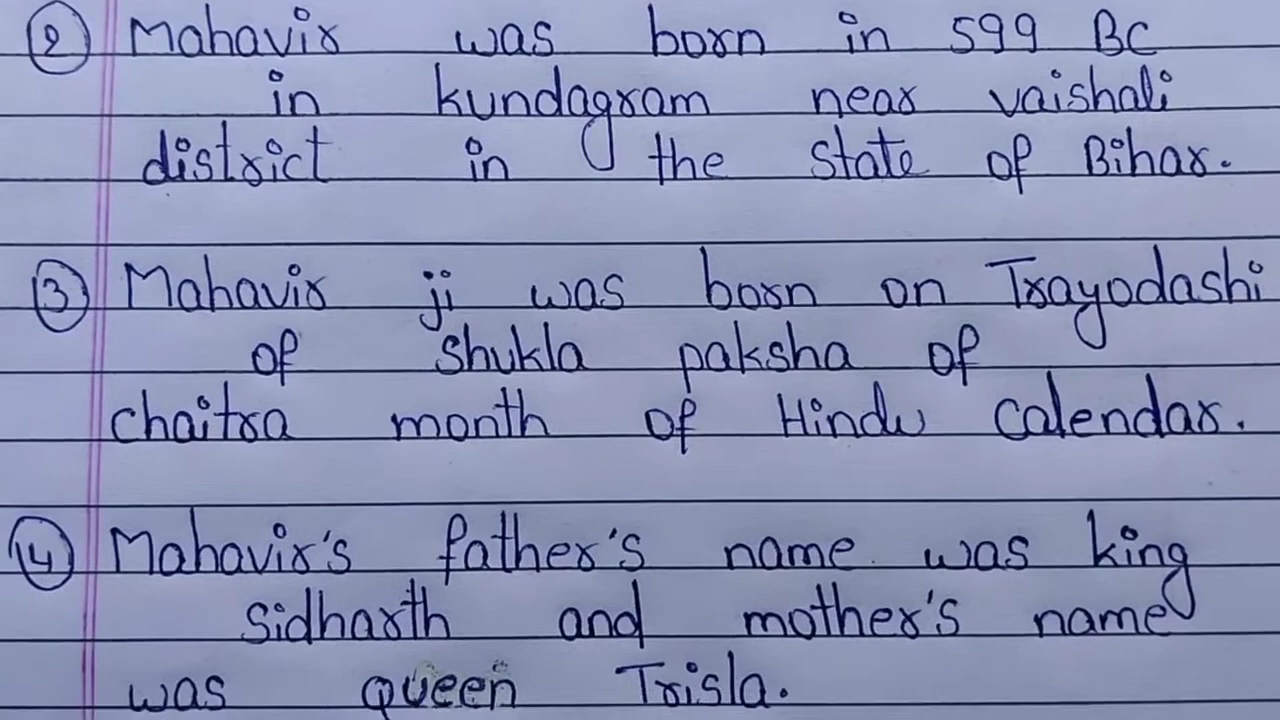 2 Mahavir was born in 599 BC
in kundagram near vaishali
district in the state of Bihar.
3 Mahavir ji was born on Trayodashi
of shukla paksha of
chaitra month of Hindu calendar.
4 Mahavir's father's name was king
sidharth and mother's name
was queen Trisla.